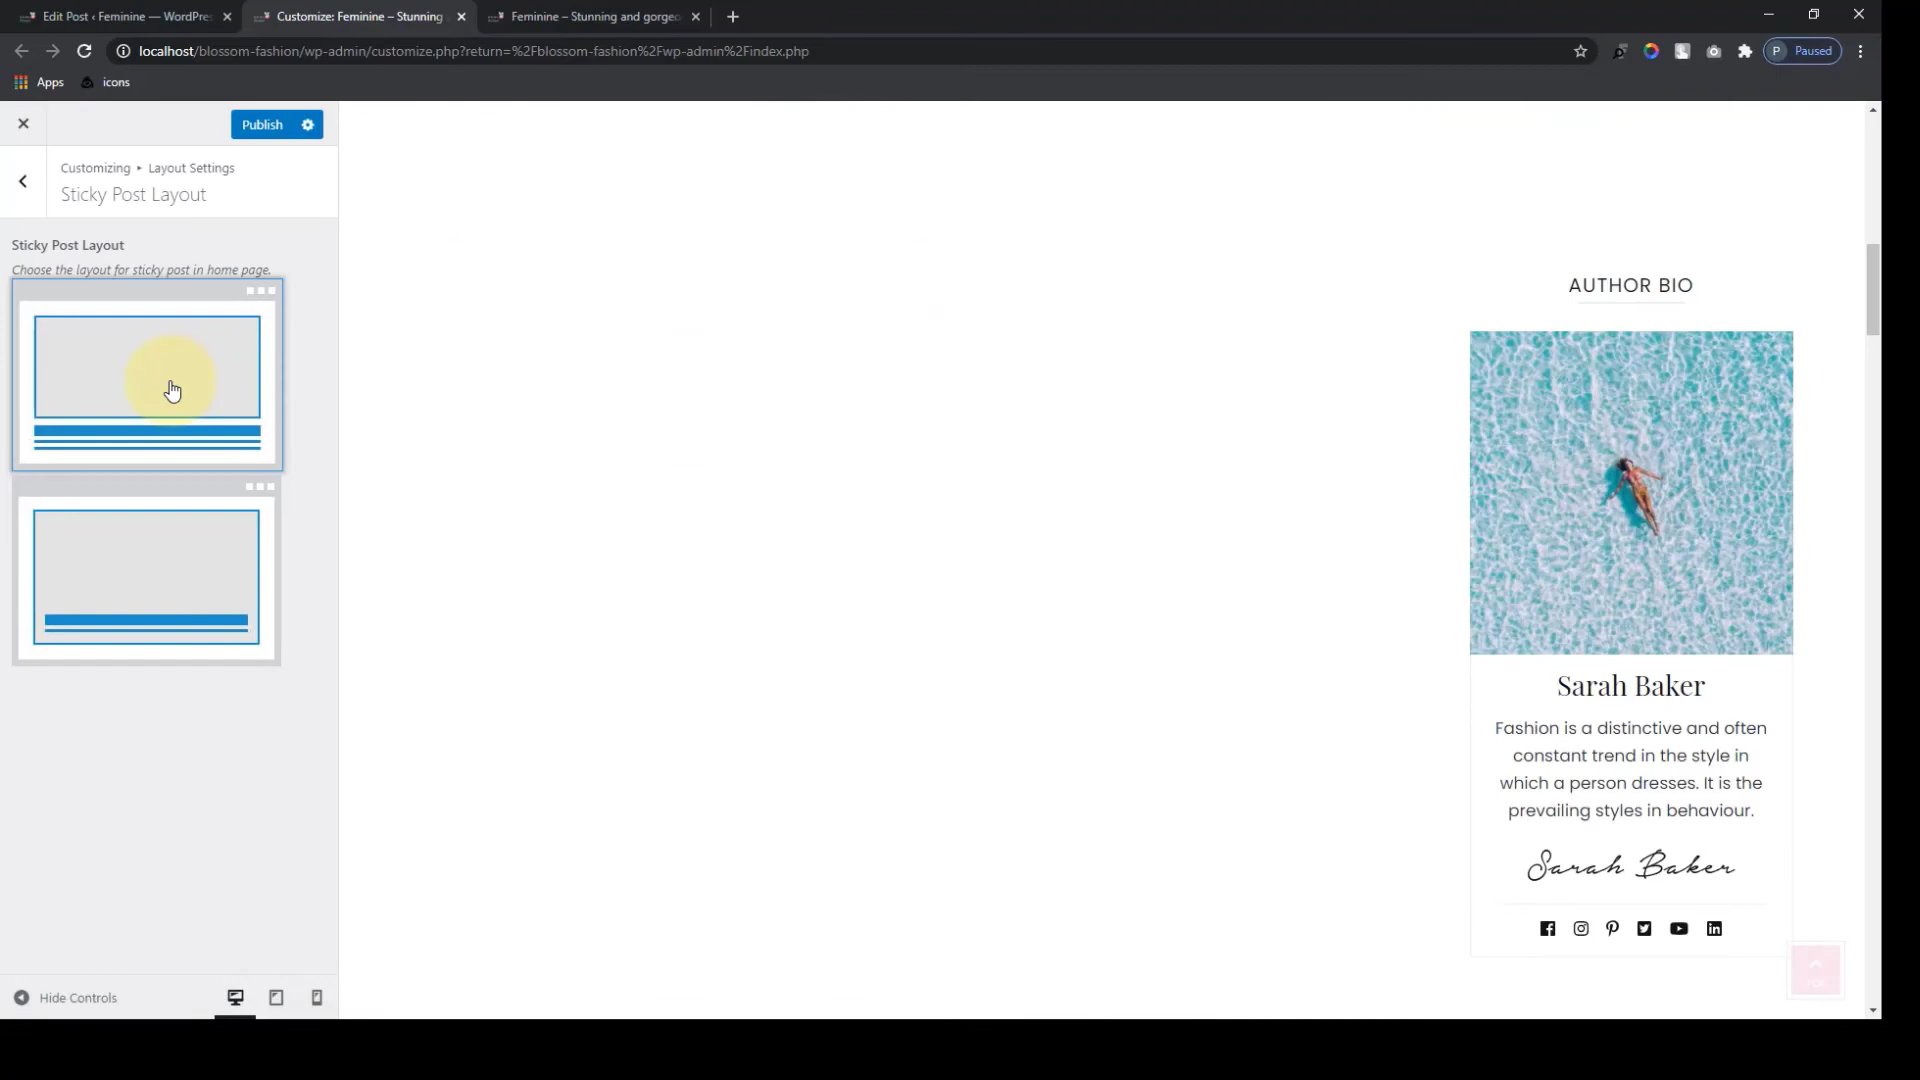 Edit Post ‹ Feminine — WordPres
Customize: Feminine – Stunning
Feminine – Stunning and gorgeo
localhost/blossom-fashion/wp-admin/customize.php?return=%2Fblossom-fashion%2Fwp-admin%2Findex.php
P Paused
Apps
icons
Publish
Customizing ▸ Layout Settings
Sticky Post Layout
Sticky Post Layout
Choose the layout for sticky post in home page.
AUTHOR BIO
Sarah Baker
Fashion is a distinctive and often
constant trend in the style in
which a person dresses. It is the
prevailing styles in behaviour.
Sarah Baker
Hide Controls